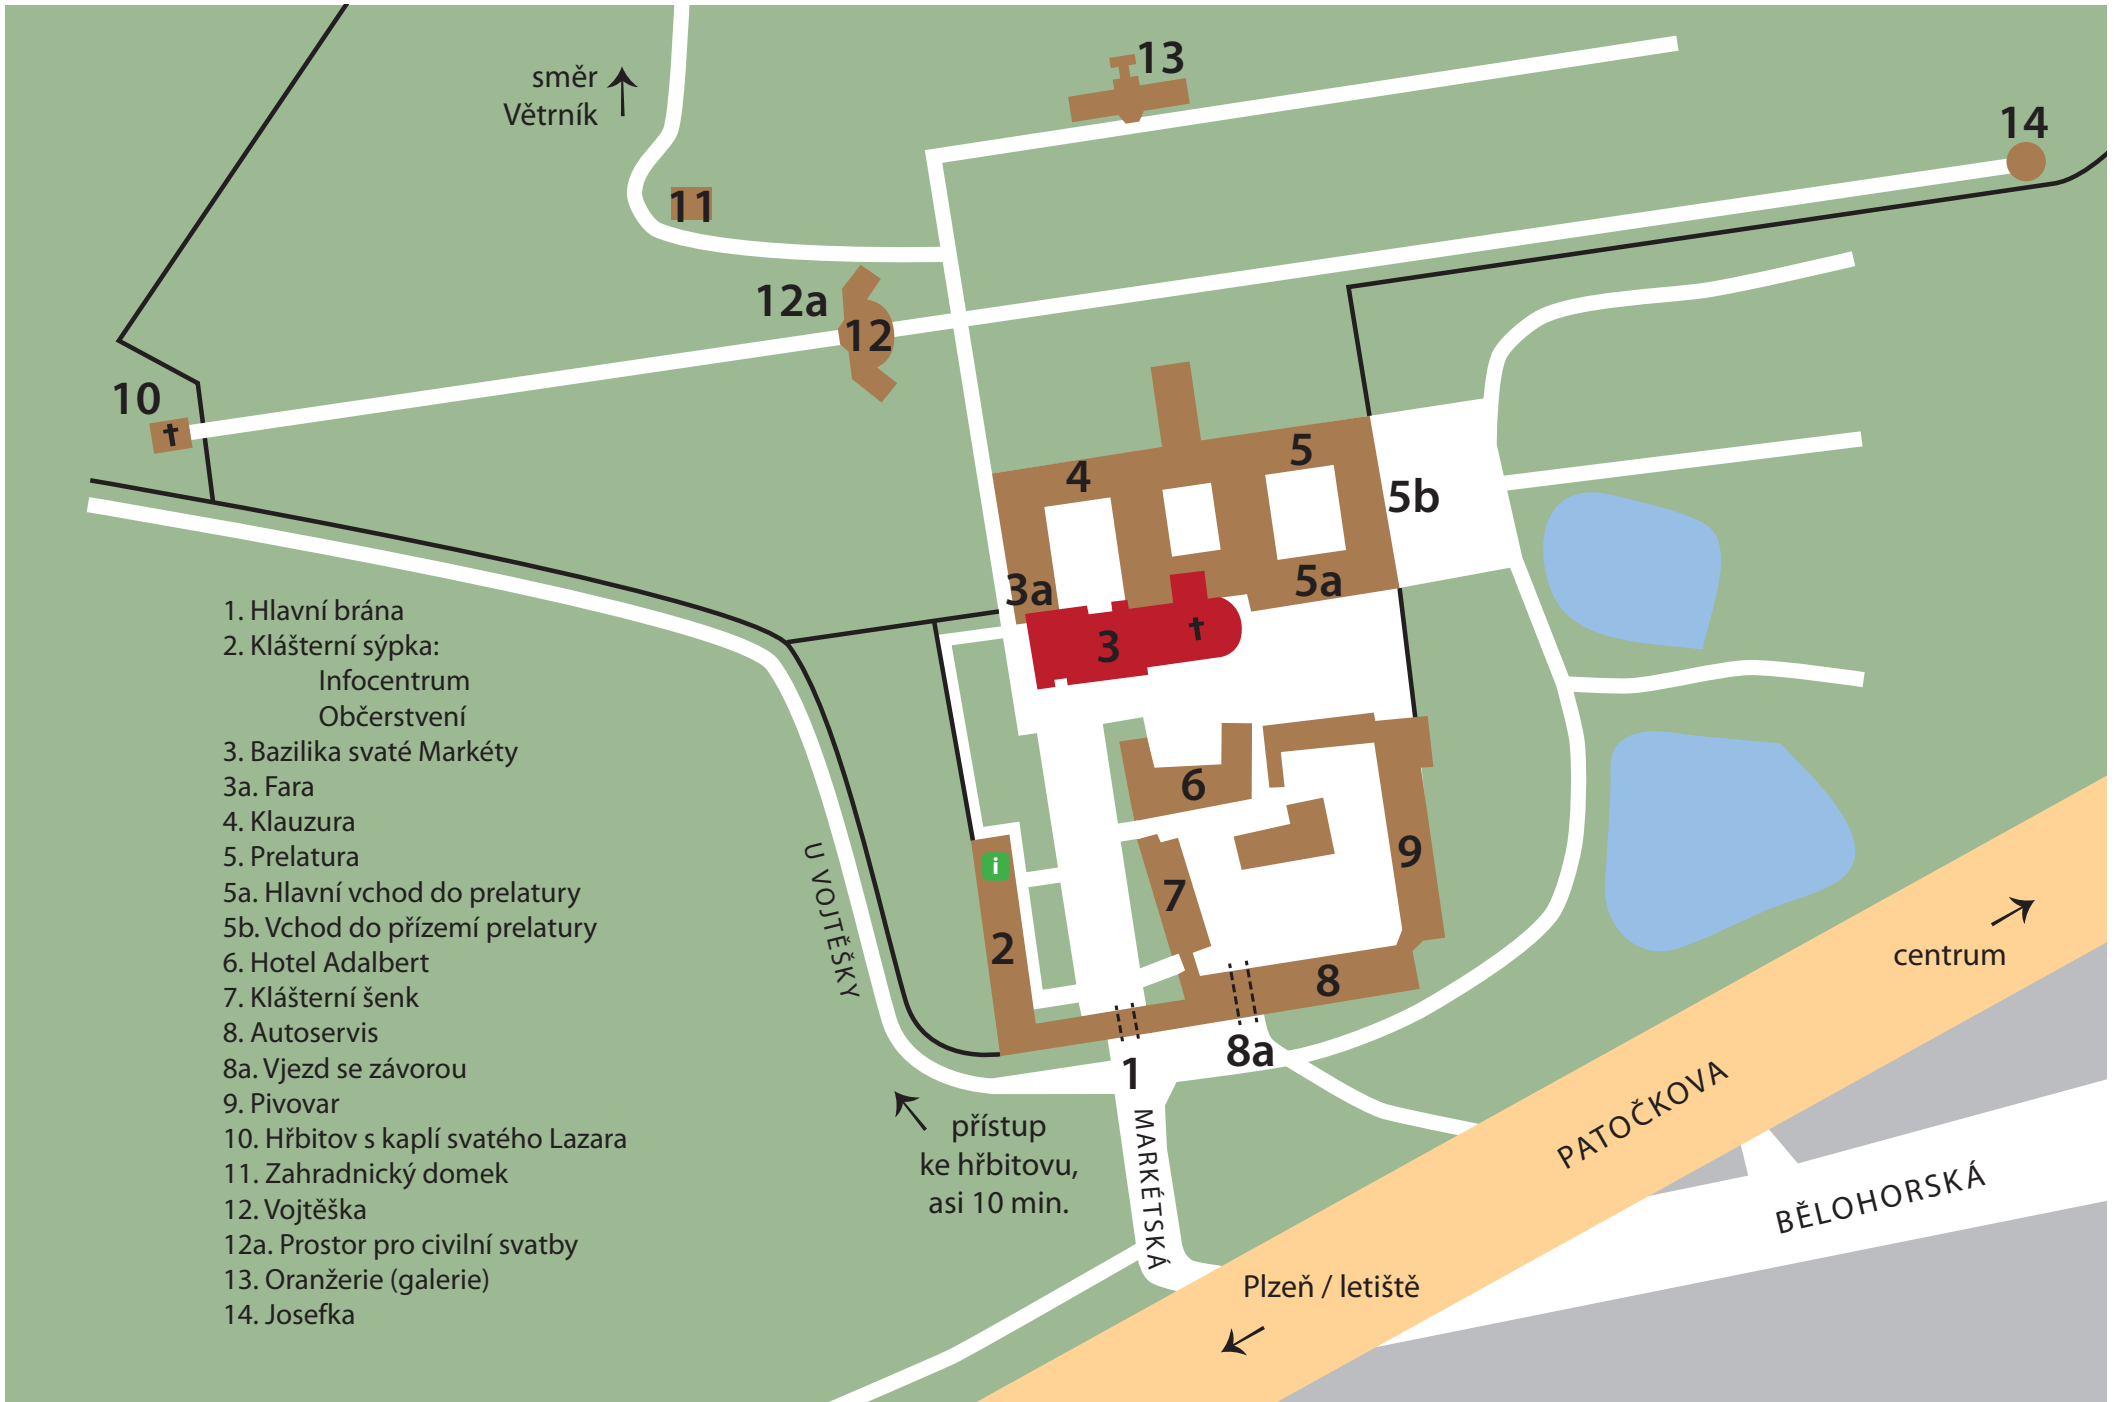 13
směr
Větrník
14
11
12a
12
10
5
4
5b
3a
5a
3
1. Hlavní brána
2. Klášterní sýpka:
Infocentrum
Občerstvení
3. Bazilika svaté Markéty
3a. Fara
4. Klauzura
5. Prelatura
5a. Hlavní vchod do prelatury
5b. Vchod do přízemí prelatury
6. Hotel Adalbert
7. Klášterní šenk
8. Autoservis
8a. Vjezd se závorou
9. Pivovar
10. Hřbitov s kaplí svatého Lazara
11. Zahradnický domek
12. Vojtěška
12a. Prostor pro civilní svatby
13. Oranžerie (galerie)
14. Josefka
6
9
i
7
2
8
U VOJTĚŠKY
centrum
8a
1
přístup
ke hřbitovu,
asi 10 min.
MARKÉTSKÁ
PATOČKOVA
BĚLOHORSKÁ
Plzeň / letiště